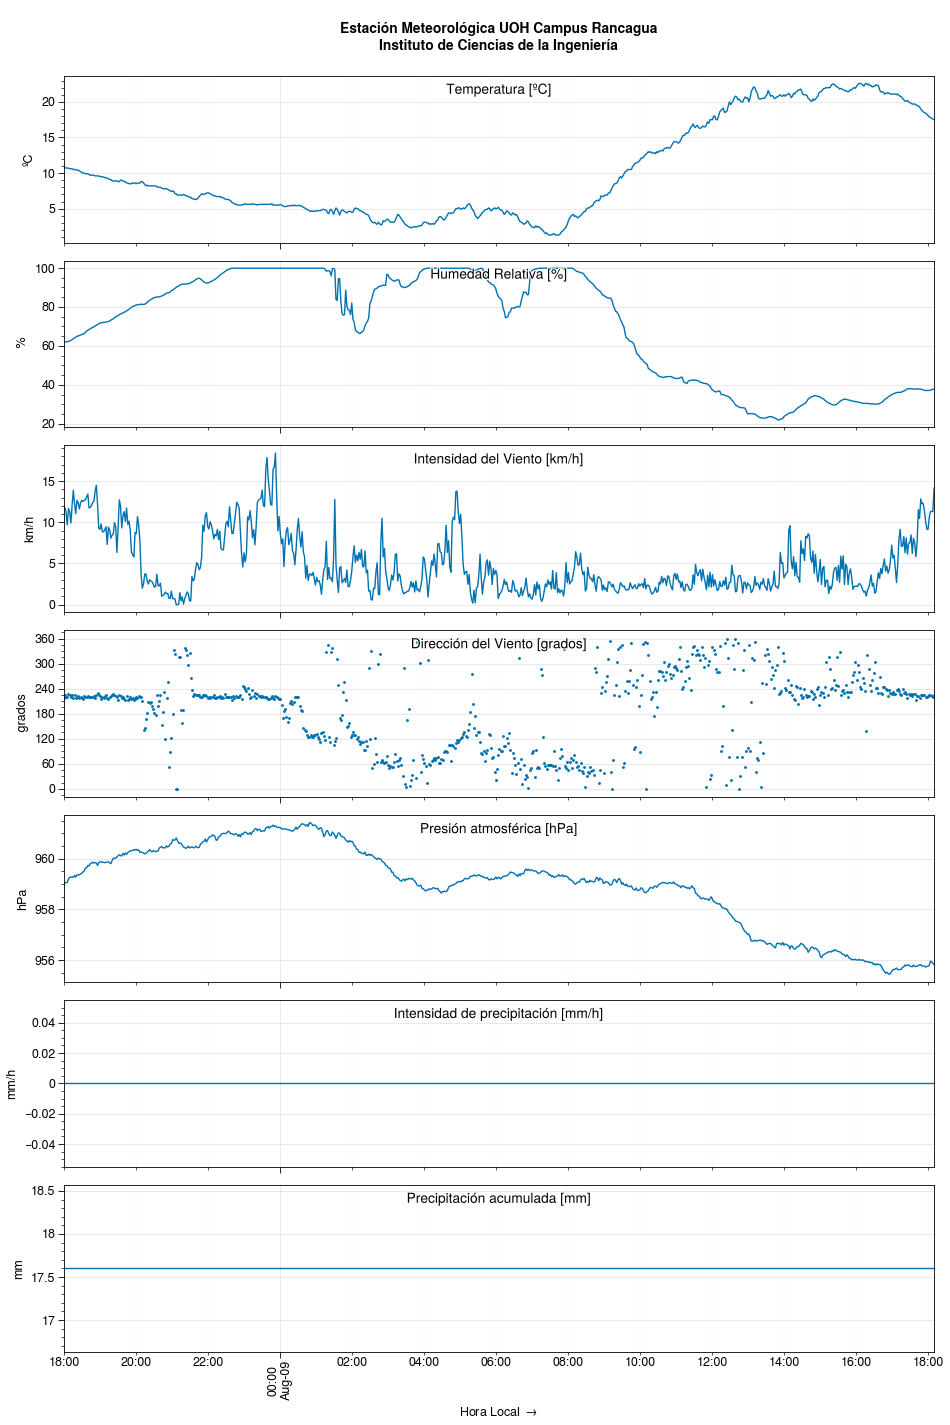 Estación Meteorológica UOH Campus Rancagua
Instituto de Ciencias de la Ingeniería
Temperatura [ºC]
ºC
20
15
10
5
Humedad Relativa [%]
%
100
80
60
40
20
Intensidad del Viento [km/h]
km/h
15
10
5
0
Dirección del Viento [grados]
grados
360
300
240
180
120
60
0
Presión atmosférica [hPa]
hPa
960
958
956
Intensidad de precipitación [mm/h]
mm/h
0.04
0.02
0
−0.02
−0.04
Precipitación acumulada [mm]
mm
18.5
18
17.5
17
18:00 20:00 22:00 00:00 02:00 04:00 06:00 08:00 10:00 12:00 14:00 16:00 18:00
Aug-09
Hora Local →